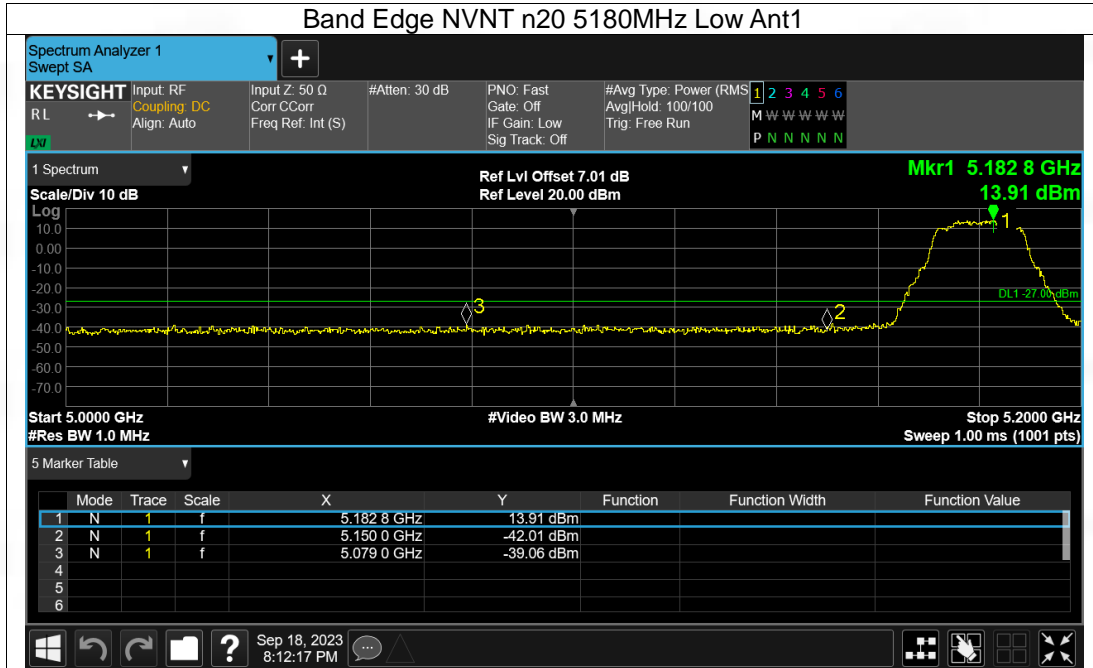 Band Edge NVNT n20 5180MHz Low Ant1
Spectrum Analyzer 1
Swept SA
+
KEYSIGHT
RL
LXI
Input: RF
Coupling: DC
Align: Auto
Input Z: 50 Ω
Corr CCorr
Freq Ref: Int (S)
#Atten: 30 dB
PNO: Fast
Gate: Off
IF Gain: Low
Sig Track: Off
#Avg Type: Power (RMS
Avg|Hold: 100/100
Trig: Free Run
1 2 3 4 5 6
M W W W W W
P N N N N N
1 Spectrum
Scale/Div 10 dB
Ref Lvl Offset 7.01 dB
Ref Level 20.00 dBm
Mkr1 5.182 8 GHz
13.91 dBm
Log
10.0
0.00
-10.0
-20.0
-30.0
-40.0
-50.0
-60.0
-70.0
1
2
3
DL1 -27.00 dBm
Start 5.0000 GHz
#Res BW 1.0 MHz
#Video BW 3.0 MHz
Stop 5.2000 GHz
Sweep 1.00 ms (1001 pts)
5 Marker Table
Mode Trace Scale X Y Function Function Width Function Value
1 N 1 f 5.182 8 GHz 13.91 dBm
2 N 1 f 5.150 0 GHz -42.01 dBm
3 N 1 f 5.079 0 GHz -39.06 dBm
4
5
6
?
Sep 18, 2023
8:12:17 PM